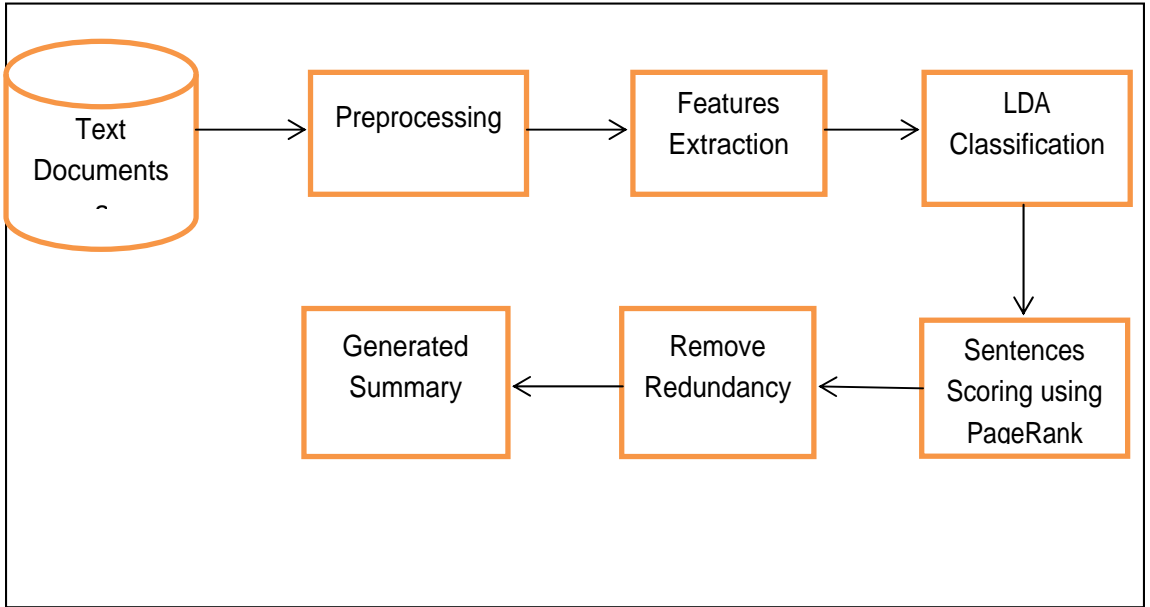 Text
Documents
Preprocessing
Features
Extraction
LDA
Classification
Generated
Summary
Remove
Redundancy
Sentences
Scoring using
PageRank